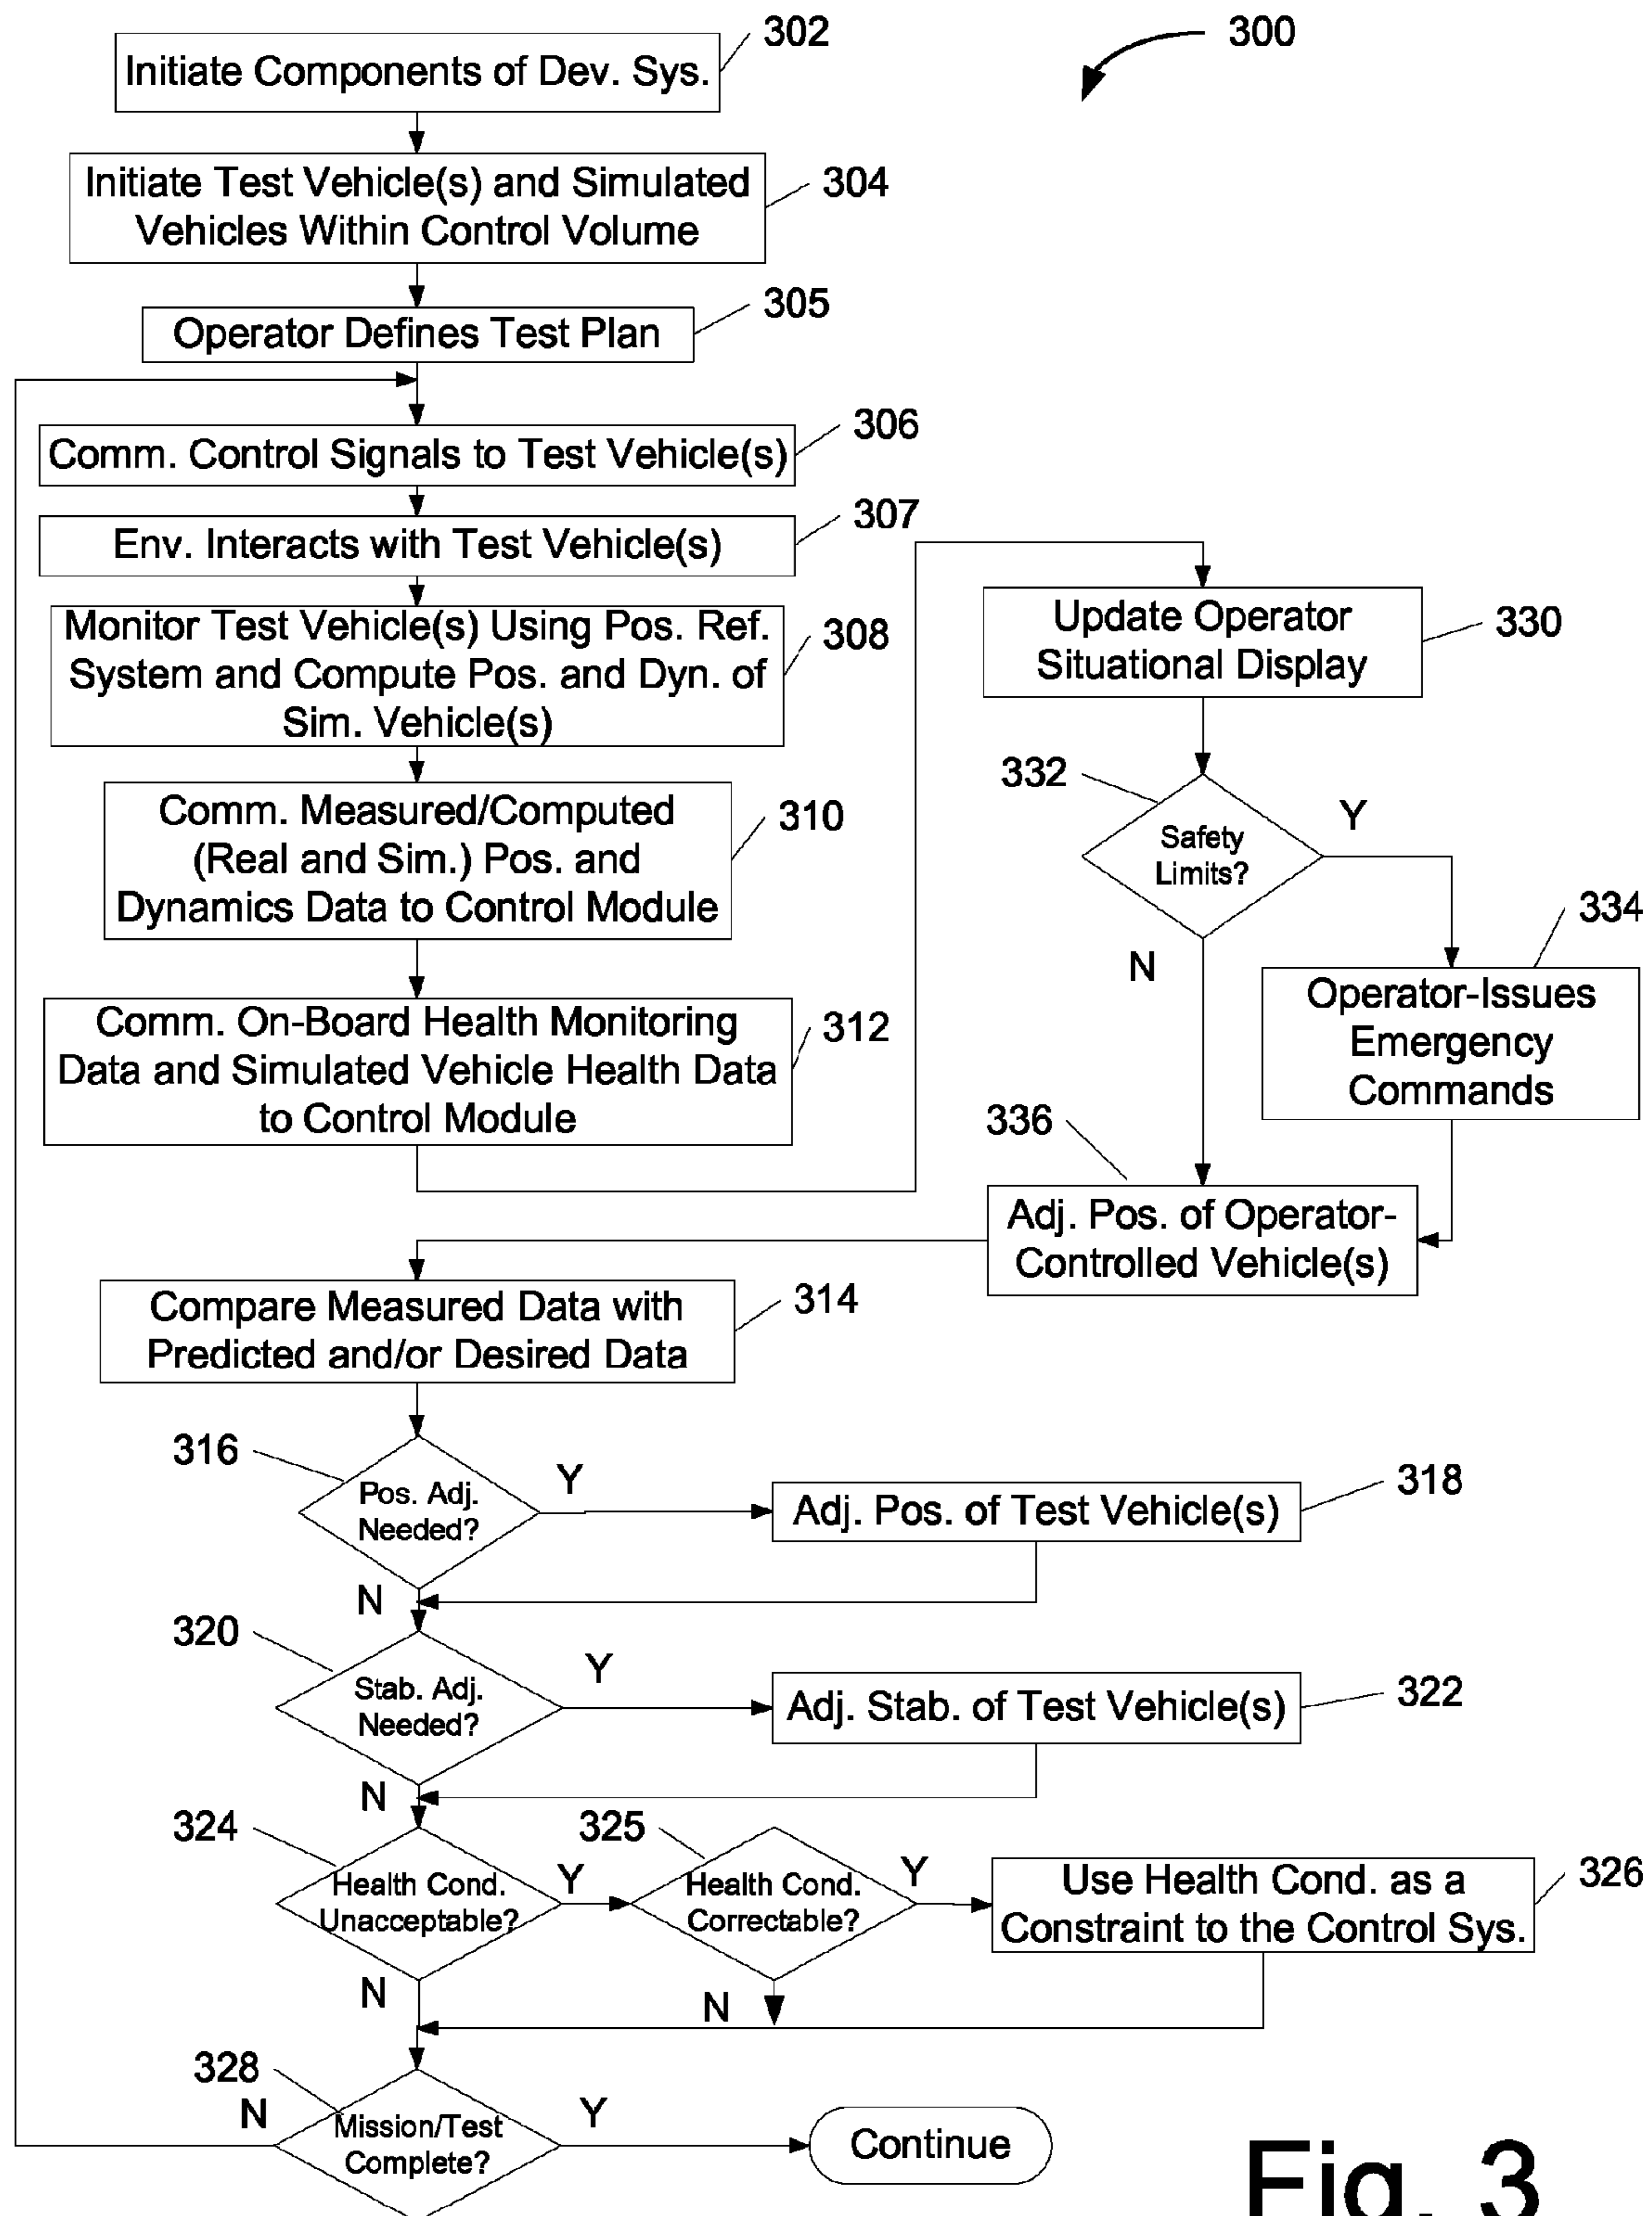 302
300
Initiate Components of Dev. Sys.
Initiate Test Vehicle(s) and Simulated
Vehicles Within Control Volume
304
305
Operator Defines Test Plan
306
Comm. Control Signals to Test Vehicle(s)
307
Env. Interacts with Test Vehicle(s)
Monitor Test Vehicle(s) Using Pos. Ref.
System and Compute Pos. and Dyn. of
Sim. Vehicle(s)
308
Comm. Measured/Computed
(Real and Sim.) Pos. and
Dynamics Data to Control Module
310
Comm. On-Board Health Monitoring
Data and Simulated Vehicle Health Data
to Control Module
312
Update Operator
Situational Display
330
332
Safety
Limits?
Y
N
334
Operator-Issues
Emergency
Commands
336
Adj. Pos. of Operator-
Controlled Vehicle(s)
Compare Measured Data with
Predicted and/or Desired Data
314
316
Pos. Adj.
Needed?
Y
N
Adj. Pos. of Test Vehicle(s)
318
320
Stab. Adj.
Needed?
Y
N
Adj. Stab. of Test Vehicle(s)
322
324
Health Cond.
Unacceptable?
Y
N
325
Health Cond.
Correctable?
Y
N
Use Health Cond. as a
Constraint to the Control Sys.
326
328
N
Mission/Test
Complete?
Y
Continue
Fig. 3